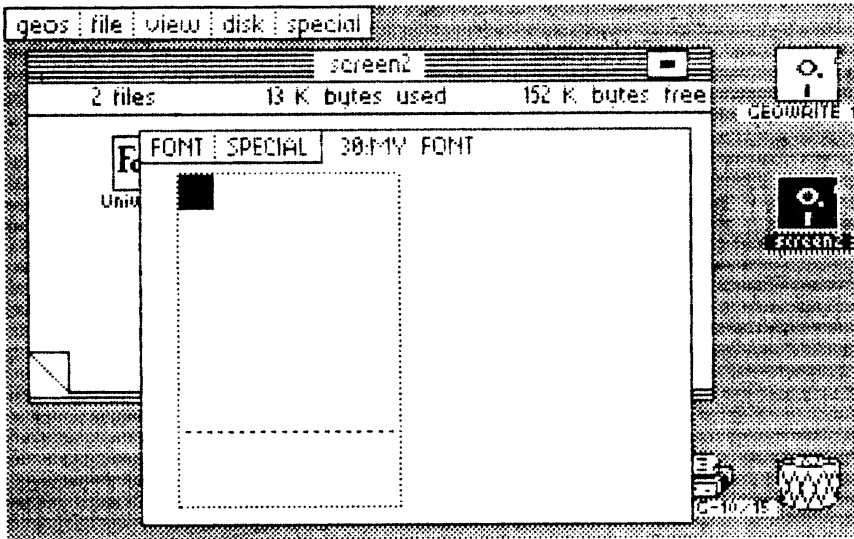 geos file view disk special
screen2
2 files 13 K bytes used 152 K bytes free
GEOWRITE
FONT SPECIAL 30:MY FONT
screen2